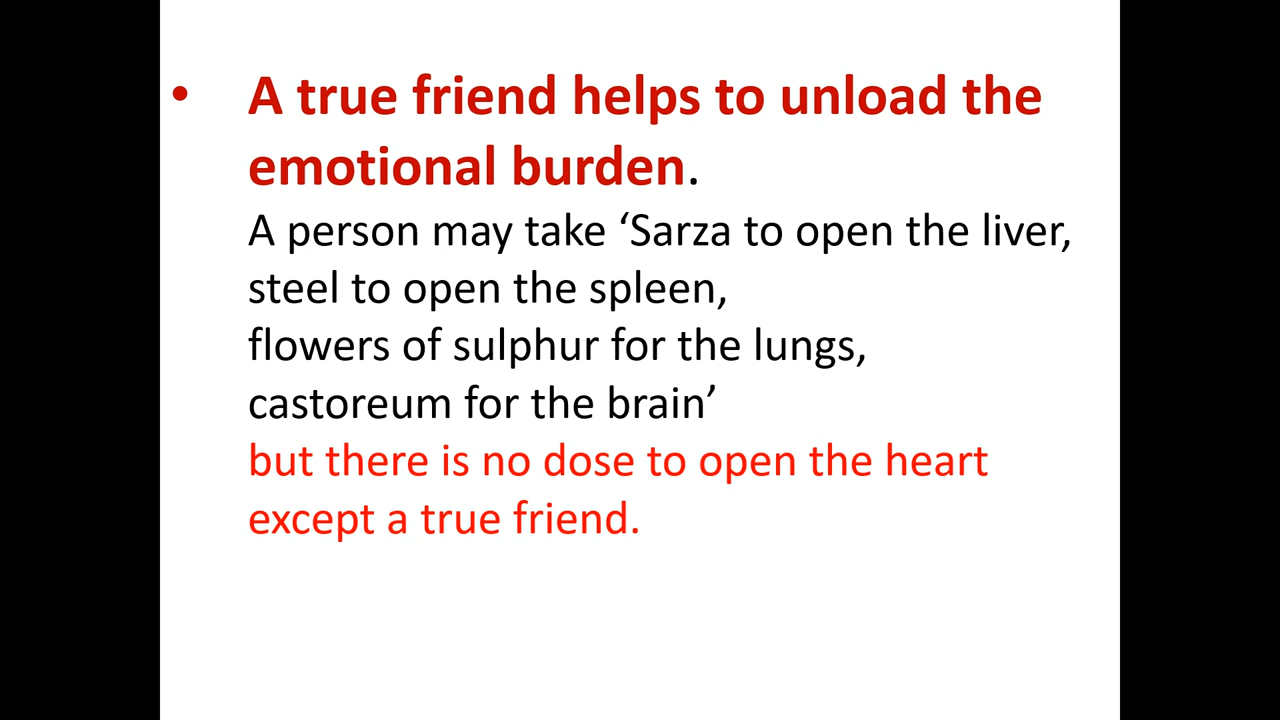 • A true friend helps to unload the
emotional burden.
A person may take ‘Sarza to open the liver,
steel to open the spleen,
flowers of sulphur for the lungs,
castoreum for the brain’
but there is no dose to open the heart
except a true friend.